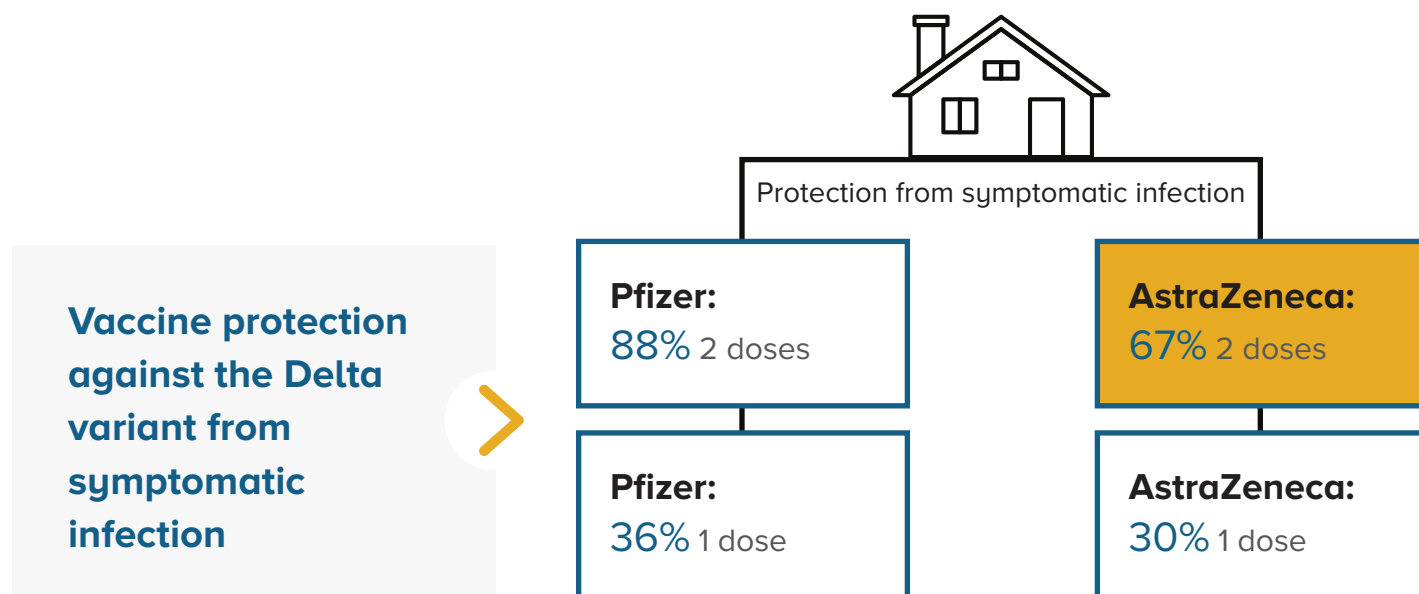 Protection from symptomatic infection
Vaccine protection
against the Delta
variant from
symptomatic
infection
Pfizer:
88% 2 doses
AstraZeneca:
67% 2 doses
Pfizer:
36% 1 dose
AstraZeneca:
30% 1 dose